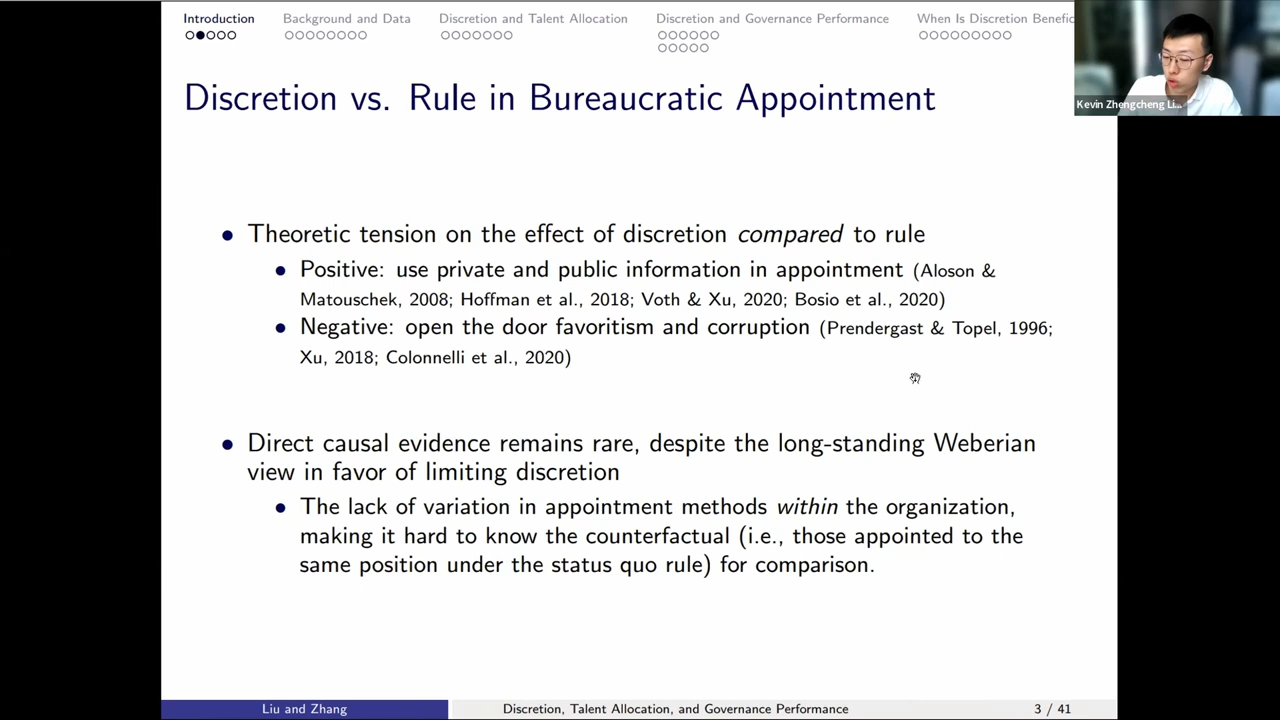 Introduction
Background and Data
Discretion and Talent Allocation
Discretion and Governance Performance
When Is Discretion Benefic
Kevin Zhengcheng Li...
Discretion vs. Rule in Bureaucratic Appointment
• Theoretic tension on the effect of discretion compared to rule
• Positive: use private and public information in appointment (Aloson &
Matouschek, 2008; Hoffman et al., 2018; Voth & Xu, 2020; Bosio et al., 2020)
• Negative: open the door favoritism and corruption (Prendergast & Topel, 1996;
Xu, 2018; Colonnelli et al., 2020)
• Direct causal evidence remains rare, despite the long-standing Weberian
view in favor of limiting discretion
• The lack of variation in appointment methods within the organization,
making it hard to know the counterfactual (i.e., those appointed to the
same position under the status quo rule) for comparison.
Liu and Zhang
Discretion, Talent Allocation, and Governance Performance
3 / 41